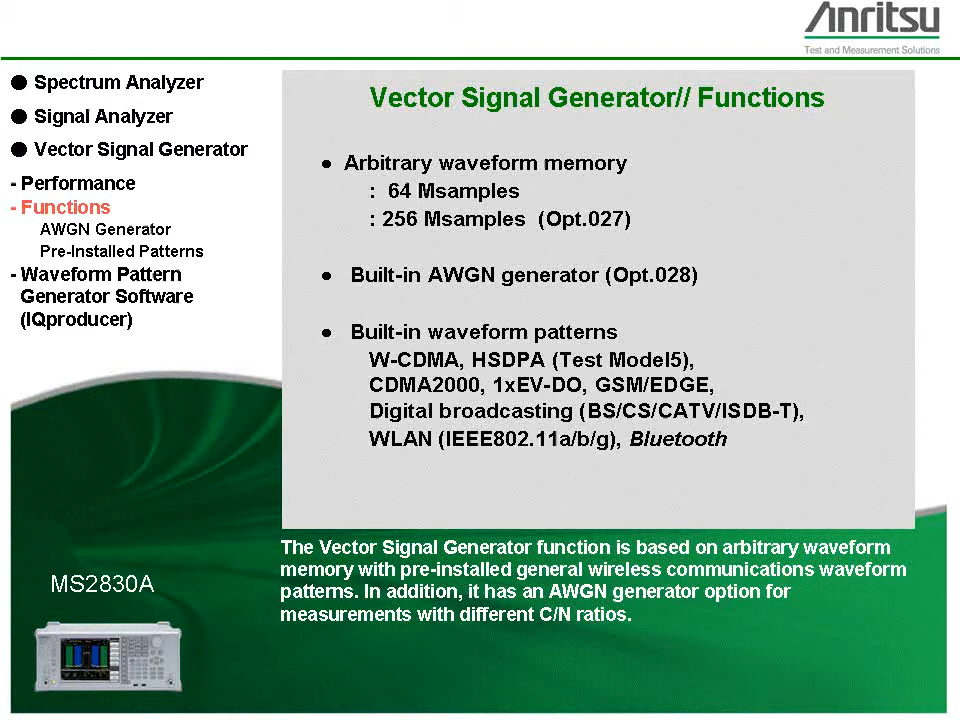 Anritsu
Test and Measurement Solutions
● Spectrum Analyzer
● Signal Analyzer
● Vector Signal Generator
- Performance
- Functions
AWGN Generator
Pre-Installed Patterns
- Waveform Pattern
Generator Software
(IQproducer)
Vector Signal Generator// Functions
● Arbitrary waveform memory
: 64 Msamples
: 256 Msamples (Opt.027)
● Built-in AWGN generator (Opt.028)
● Built-in waveform patterns
W-CDMA, HSDPA (Test Model5),
CDMA2000, 1xEV-DO, GSM/EDGE,
Digital broadcasting (BS/CS/CATV/ISDB-T),
WLAN (IEEE802.11a/b/g), Bluetooth
The Vector Signal Generator function is based on arbitrary waveform
memory with pre-installed general wireless communications waveform
patterns. In addition, it has an AWGN generator option for
measurements with different C/N ratios.
MS2830A